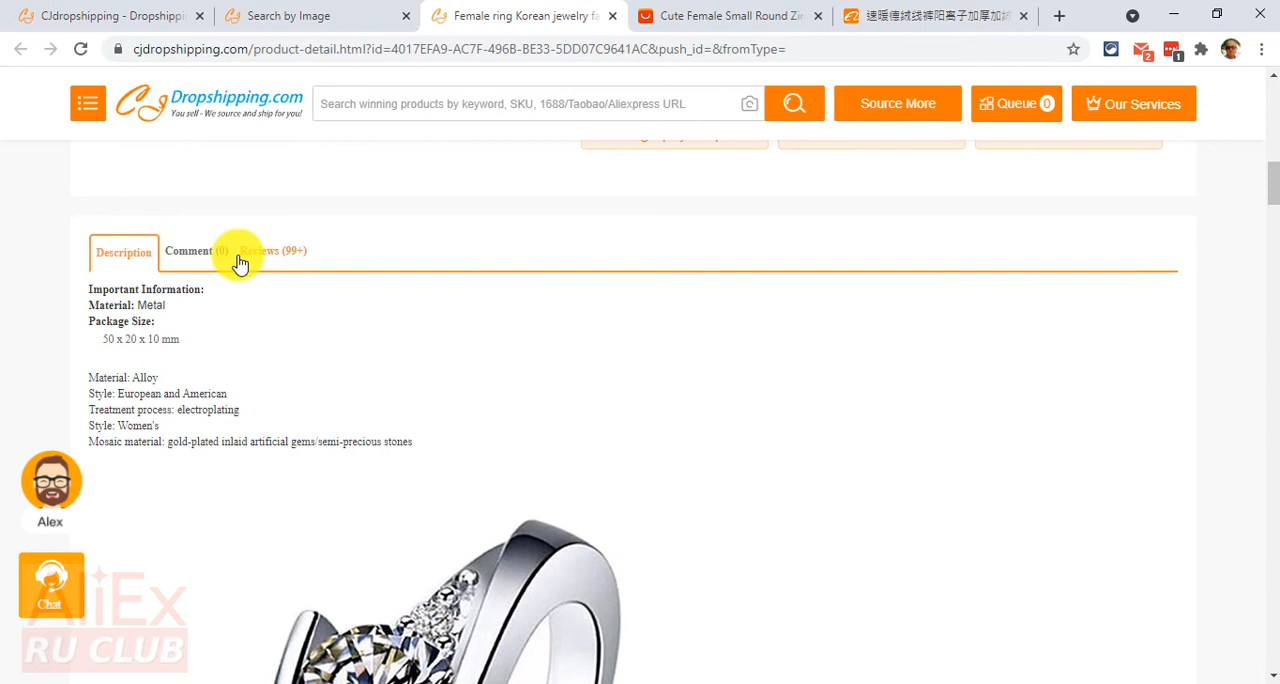 CJdropshipping - Dropshippi
Search by Image
Female ring Korean jewelry fa
Cute Female Small Round Zir
cjdropshipping.com/product-detail.html?id=4017EFA9-AC7F-496B-BE33-5DD07C9641AC&push_id=&fromType=
2
1
CJ Dropshipping.com
You sell - We source and ship for you!
Search winning products by keyword, SKU, 1688/Taobao/Aliexpress URL
Source More
Queue 0
Our Services
Description
Comment (0)
Reviews (99+)
Important Information:
Material: Metal
Package Size:
50 x 20 x 10 mm
Material: Alloy
Style: European and American
Treatment process: electroplating
Style: Women's
Mosaic material: gold-plated inlaid artificial gems/semi-precious stones
Alex
Chat
AliEx
RU CLUB